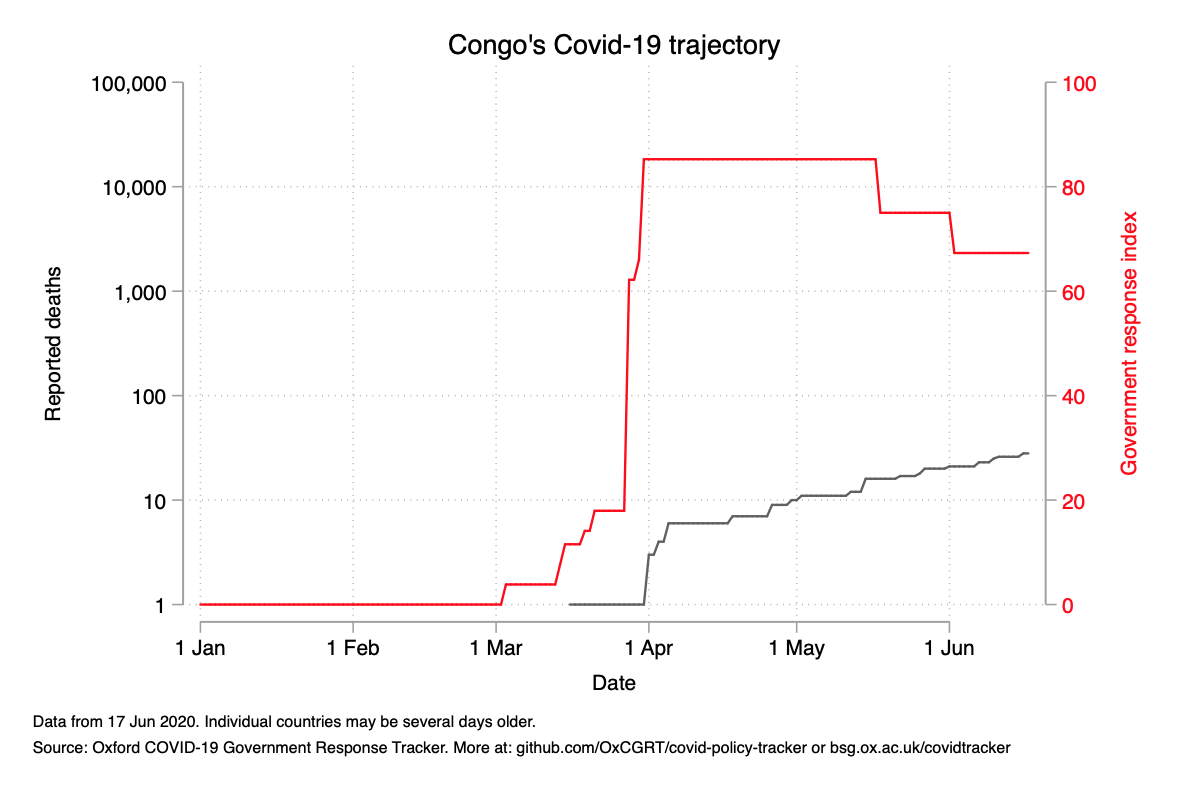 Congo's Covid-19 trajectory
100,000
10,000
1,000
100
10
1
Reported deaths
100
80
60
40
20
0
Government response index
1 Jan
1 Feb
1 Mar
1 Apr
1 May
1 Jun
Date
Data from 17 Jun 2020. Individual countries may be several days older.
Source: Oxford COVID-19 Government Response Tracker. More at: github.com/OxCGRT/covid-policy-tracker or bsg.ox.ac.uk/covidtracker